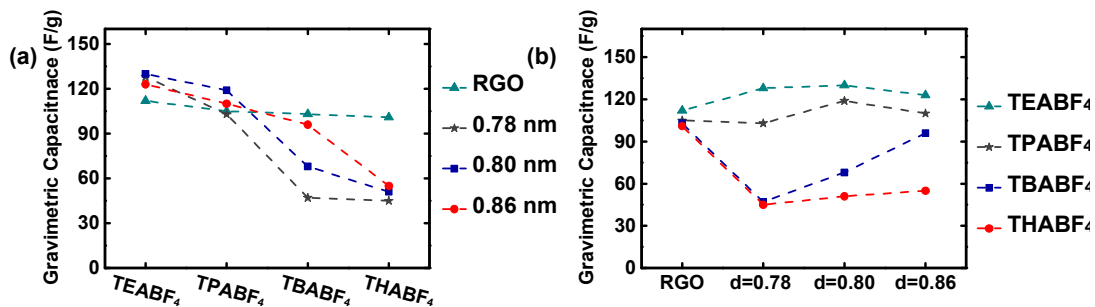 (a)
Gravimetric Capacitnace (F/g)
150
120
90
60
30
0
TEABF₄
TPABF₄
TBABF₄
THABF₄
RGO
0.78 nm
0.80 nm
0.86 nm
(b)
Gravimetric Capacitnace (F/g)
150
120
90
60
30
0
RGO
d=0.78
d=0.80
d=0.86
TEABF₄
TPABF₄
TBABF₄
THABF₄